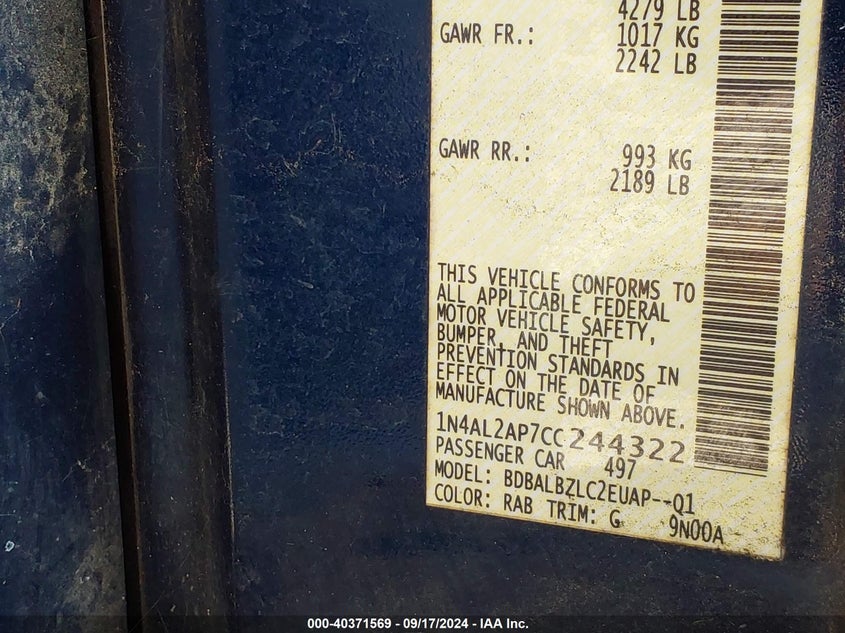 4279 LB
GAWR FR.: 1017 KG
2242 LB
GAWR RR.: 993 KG
2189 LB
THIS VEHICLE CONFORMS TO
ALL APPLICABLE FEDERAL
MOTOR VEHICLE SAFETY,
BUMPER, AND THEFT
PREVENTION STANDARDS IN
EFFECT ON THE DATE OF
MANUFACTURE SHOWN ABOVE.
1N4AL2AP7CC244322
PASSENGER CAR 497
MODEL: BDBALBZLC2EUAP--Q1
COLOR: RAB TRIM: G 9N00A
000-40371569 - 09/17/2024 - IAA Inc.